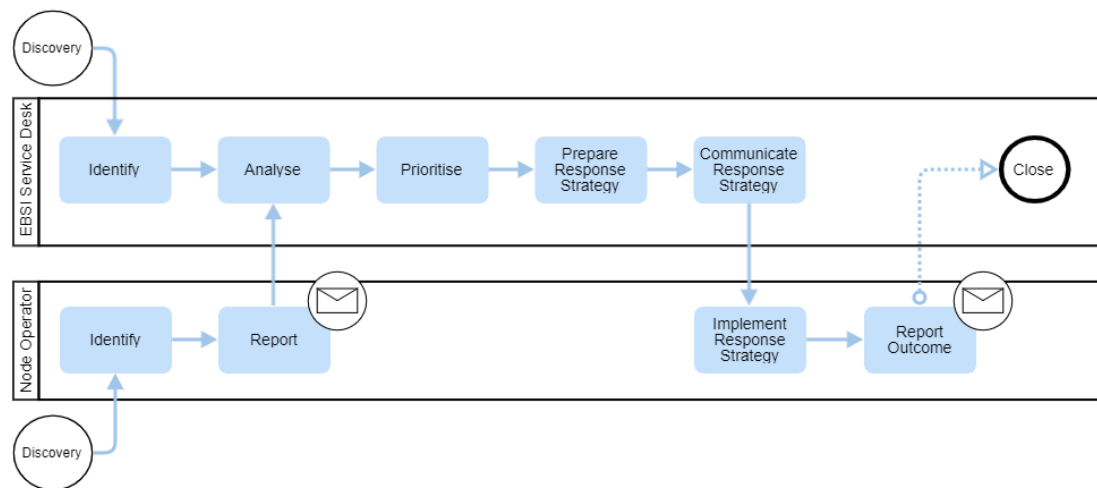 Discovery
EBSI Service Desk
Identify
Analyse
Prioritise
Prepare
Response
Strategy
Communicate
Response
Strategy
Close
Node Operator
Identify
Report
Implement
Response
Strategy
Report
Outcome
Discovery